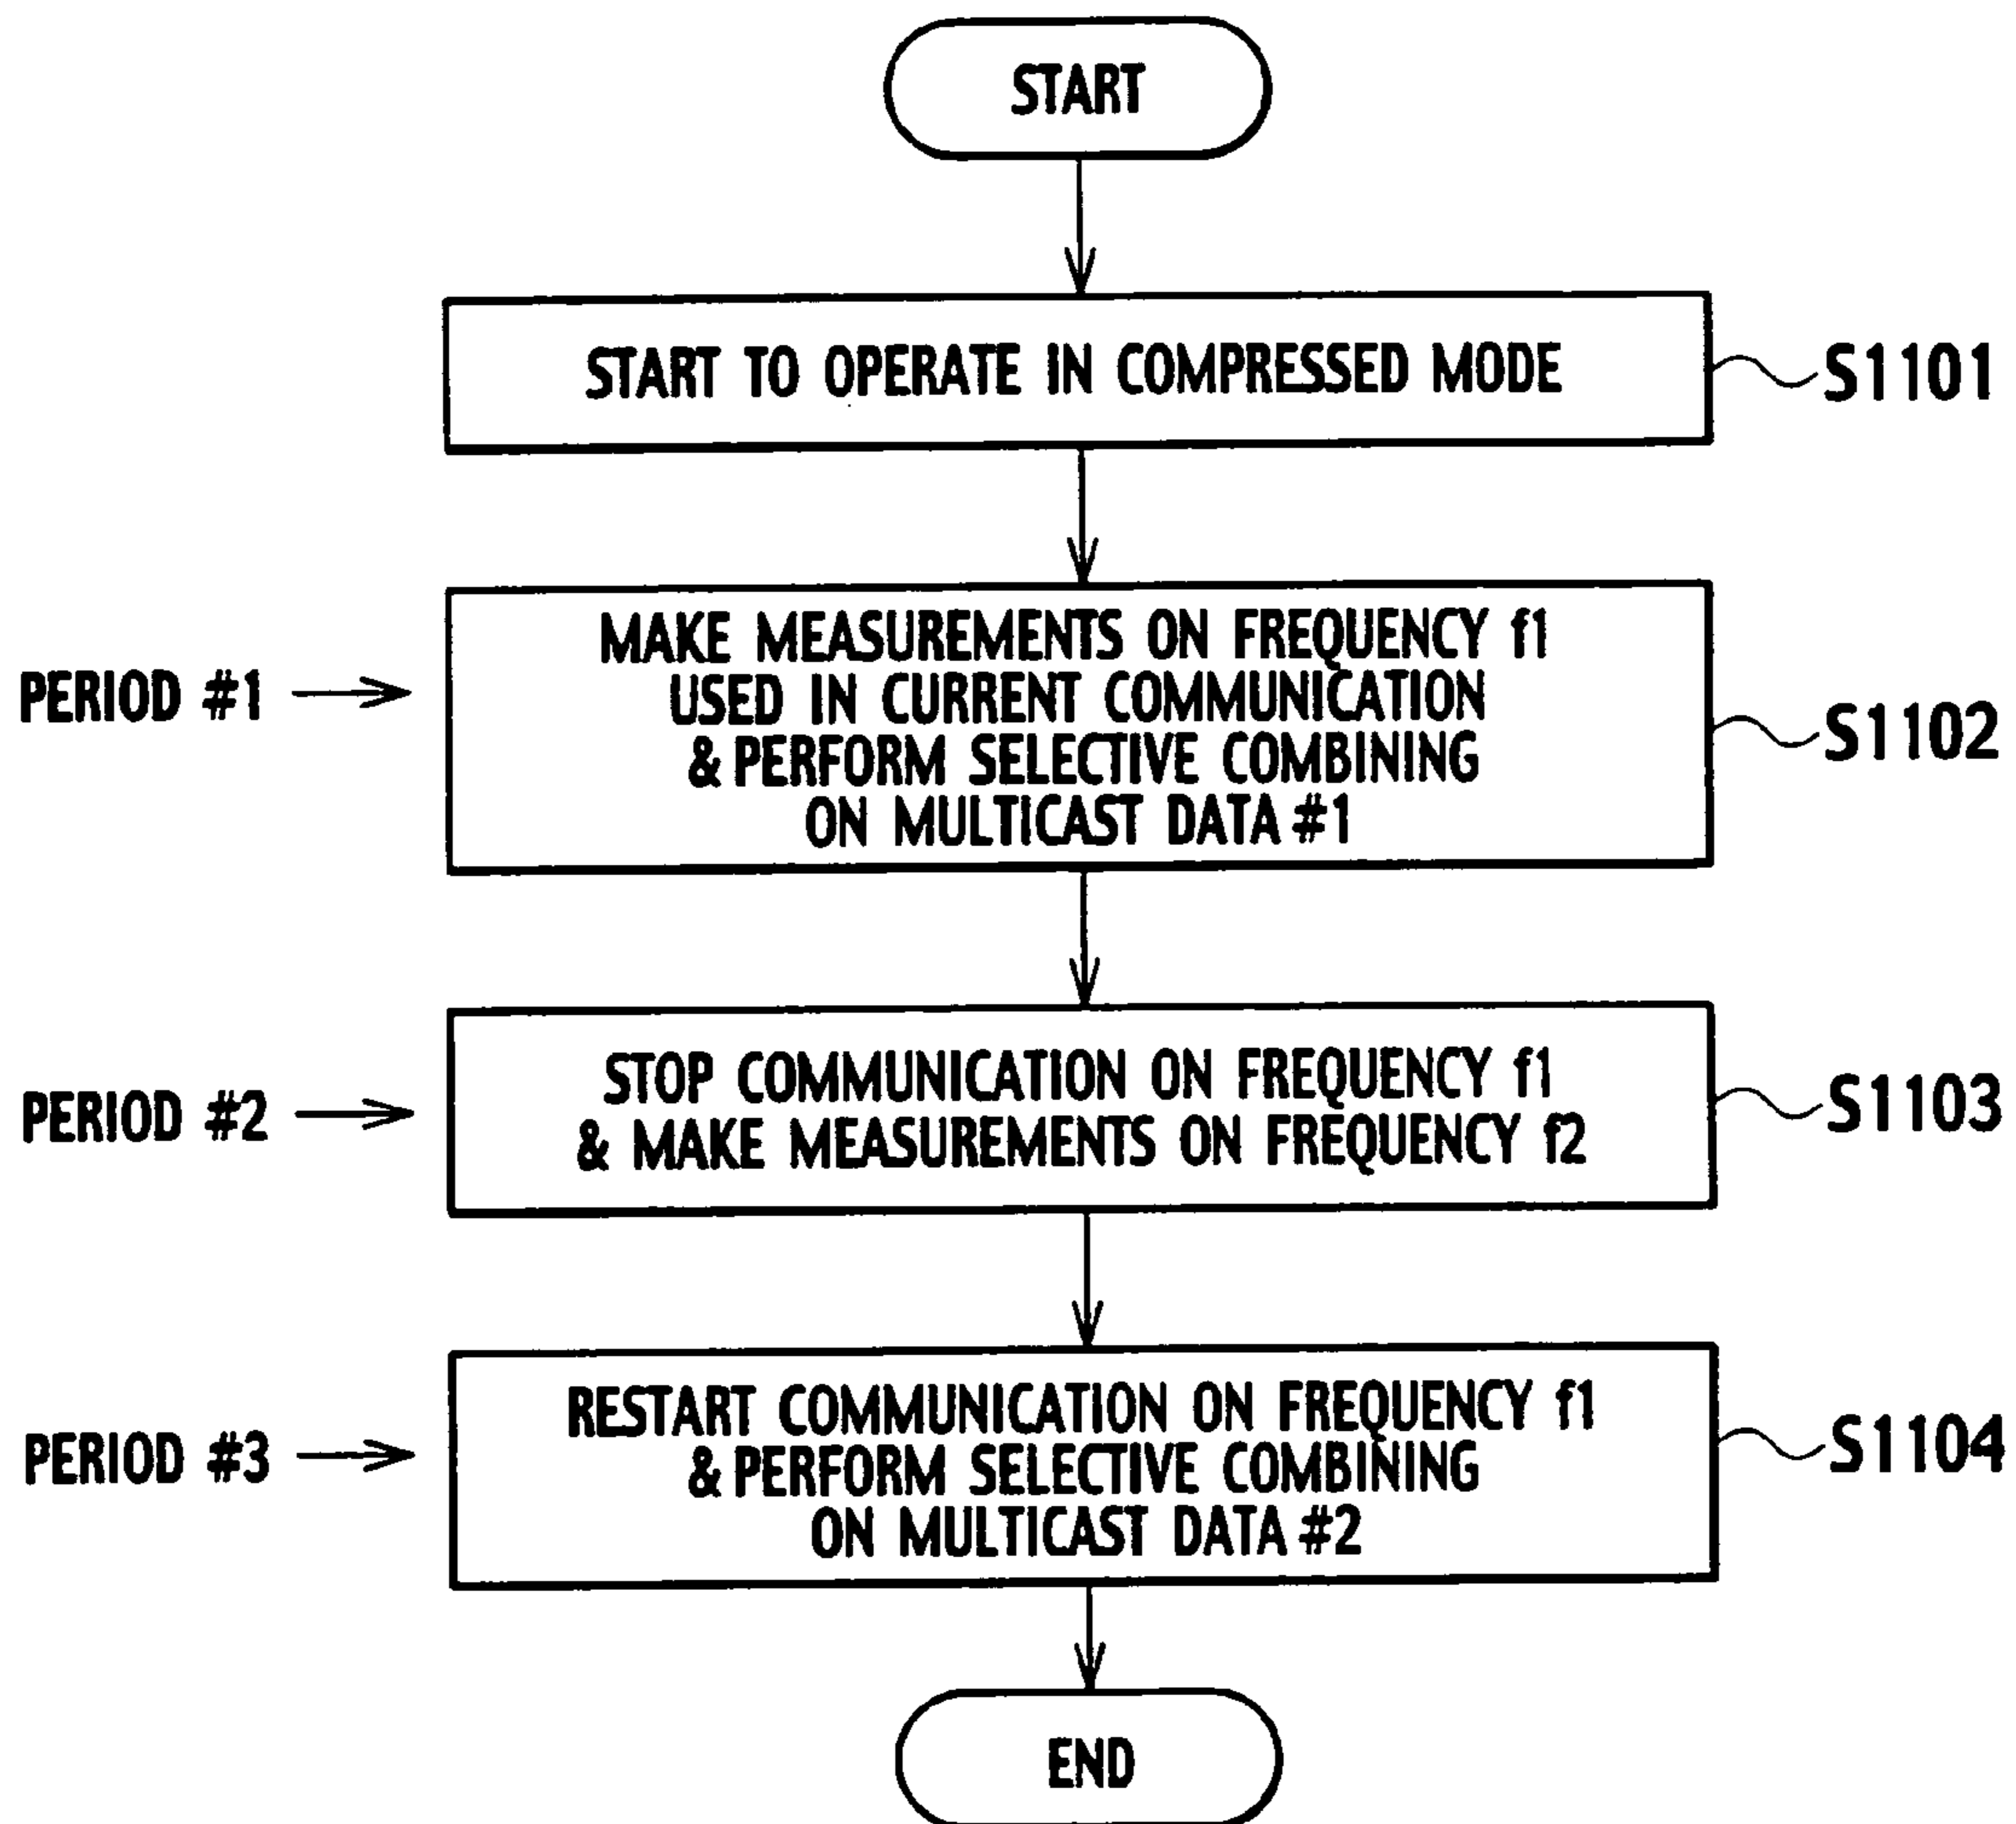 START
START TO OPERATE IN COMPRESSED MODE
S1101
PERIOD #1
MAKE MEASUREMENTS ON FREQUENCY f1
USED IN CURRENT COMMUNICATION
& PERFORM SELECTIVE COMBINING
ON MULTICAST DATA #1
S1102
PERIOD #2
STOP COMMUNICATION ON FREQUENCY f1
& MAKE MEASUREMENTS ON FREQUENCY f2
S1103
PERIOD #3
RESTART COMMUNICATION ON FREQUENCY f1
& PERFORM SELECTIVE COMBINING
ON MULTICAST DATA #2
S1104
END